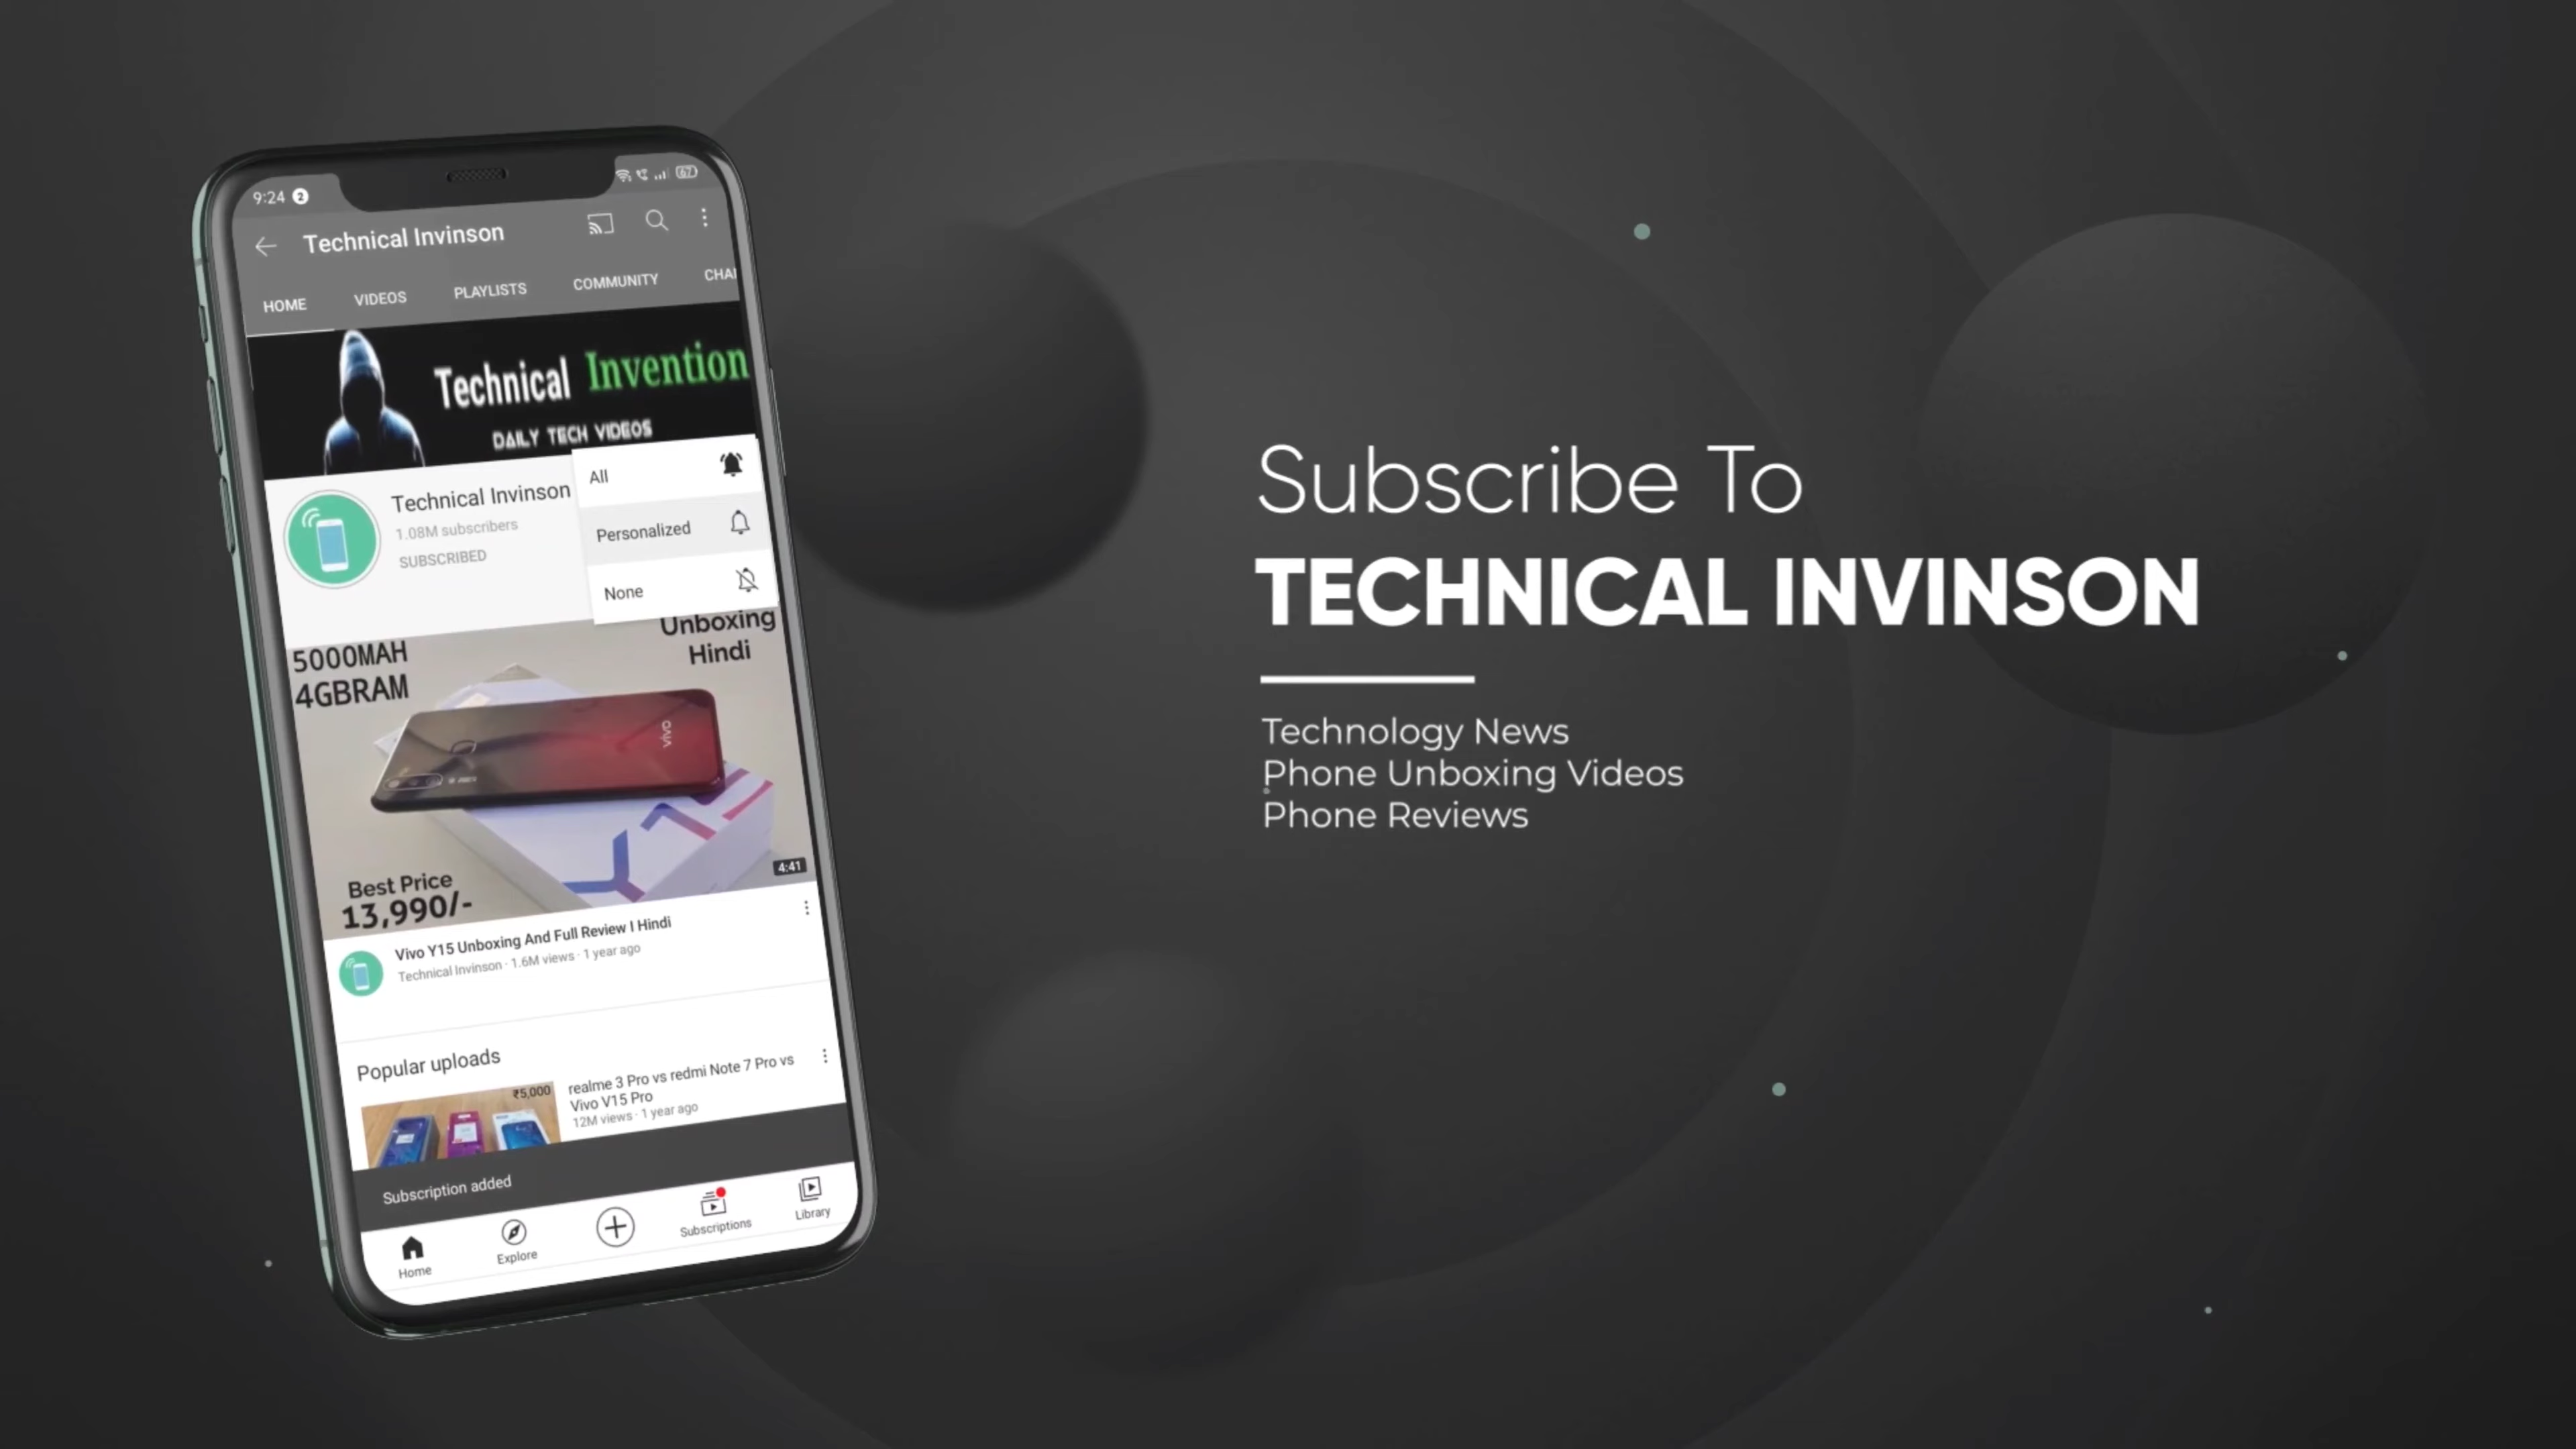 9:24 2
67
Technical Invinson
HOME VIDEOS PLAYLISTS COMMUNITY CHAN
Technical Invention
DAILY TECH VIDEOS
Technical Invinson
1.08M subscribers
SUBSCRIBED
All
Personalized
None
5000MAH
4GBRAM
Unboxing
Hindi
vivo
Best Price
13,990/-
4:41
Vivo Y15 Unboxing And Full Review I Hindi
Technical Invinson · 1.6M views · 1 year ago
Popular uploads
₹5,000
realme 3 Pro vs redmi Note 7 Pro vs
Vivo V15 Pro
12M views · 1 year ago
Subscription added
Home Explore Subscriptions Library
Subscribe To
TECHNICAL INVINSON
Technology News
Phone Unboxing Videos
Phone Reviews